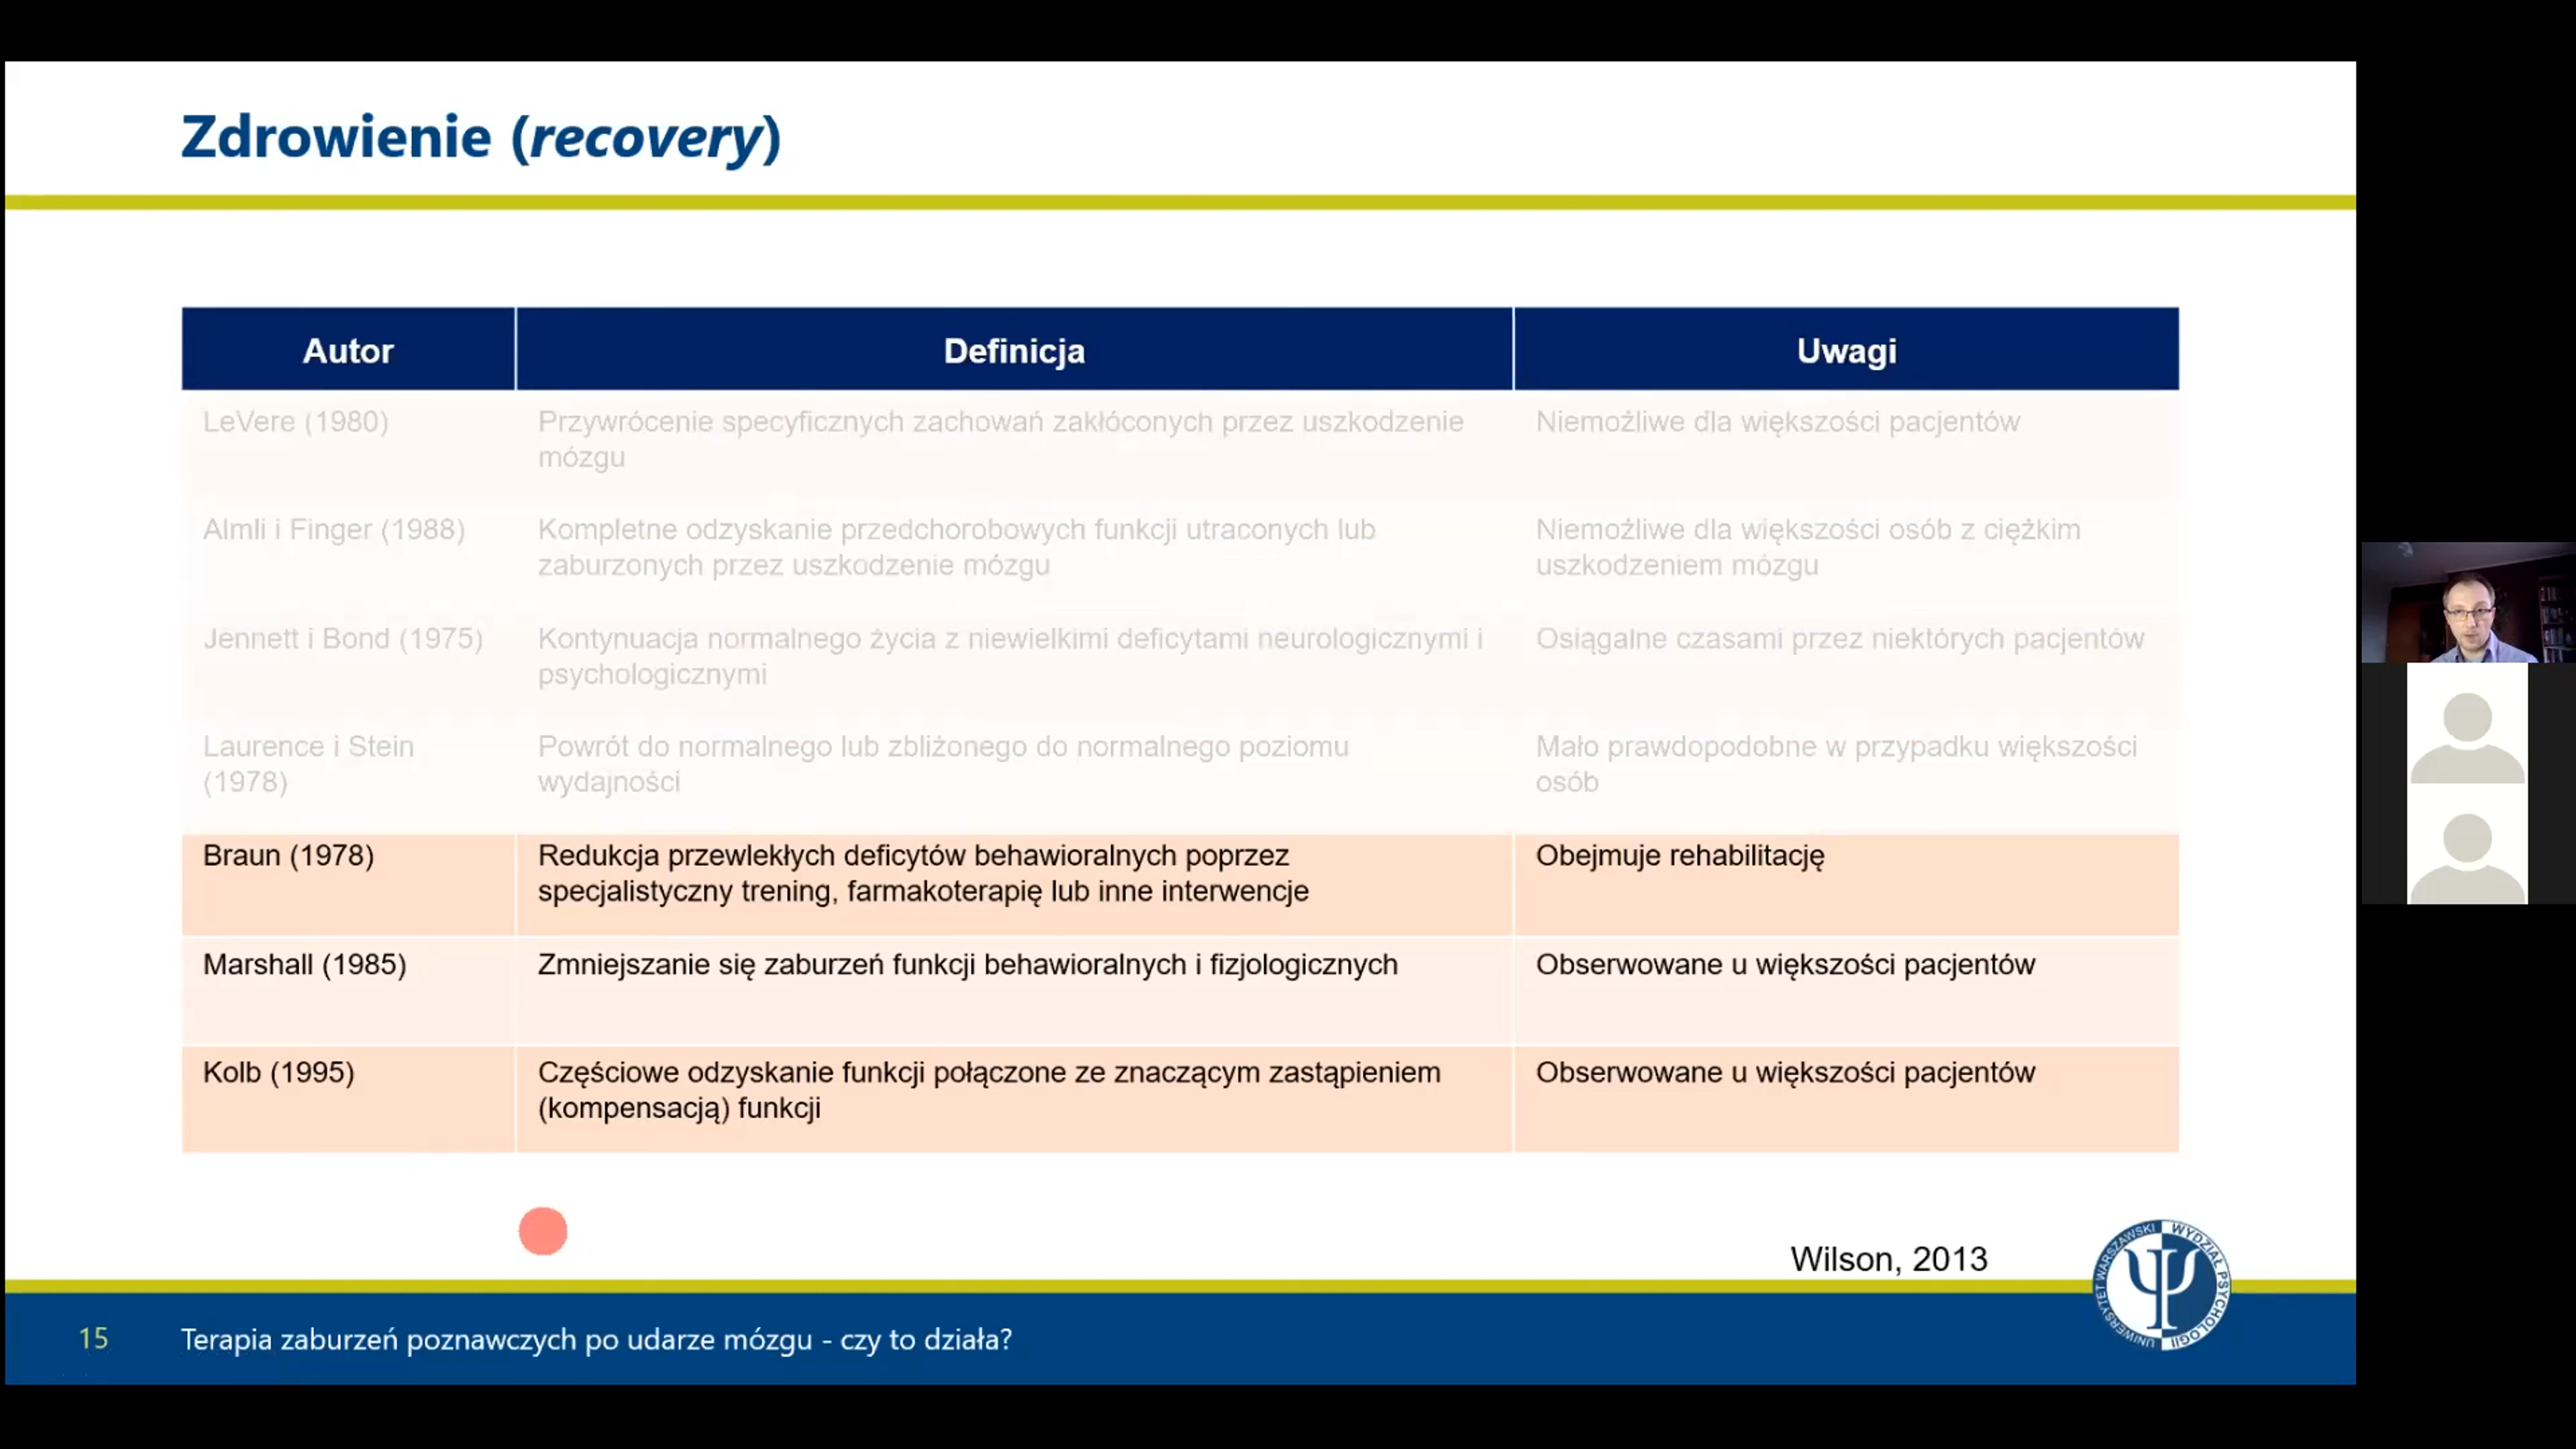 Zdrowienie (recovery)
Autor
Definicja
Uwagi
LeVere (1980)
Przywrócenie specyficznych zachowań zakłóconych przez uszkodzenie
mózgu
Niemożliwe dla większości pacjentów
Almli i Finger (1988)
Kompletne odzyskanie przedchorobowych funkcji utraconych lub
zaburzonych przez uszkodzenie mózgu
Niemożliwe dla większości osób z ciężkim
uszkodzeniem mózgu
Jennett i Bond (1975)
Kontynuacja normalnego życia z niewielkimi deficytami neurologicznymi i
psychologicznymi
Osiągalne czasami przez niektórych pacjentów
Laurence i Stein
(1978)
Powrót do normalnego lub zbliżonego do normalnego poziomu
wydajności
Mało prawdopodobne w przypadku większości
osób
Braun (1978)
Redukcja przewlekłych deficytów behawioralnych poprzez
specjalistyczny trening, farmakoterapię lub inne interwencje
Obejmuje rehabilitację
Marshall (1985)
Zmniejszanie się zaburzeń funkcji behawioralnych i fizjologicznych
Obserwowane u większości pacjentów
Kolb (1995)
Częściowe odzyskanie funkcji połączone ze znaczącym zastąpieniem
(kompensacją) funkcji
Obserwowane u większości pacjentów
Wilson, 2013
UNIWERSYTET WARSZAWSKI WYDZIAŁ PSYCHOLOGII
15
Terapia zaburzeń poznawczych po udarze mózgu - czy to działa?